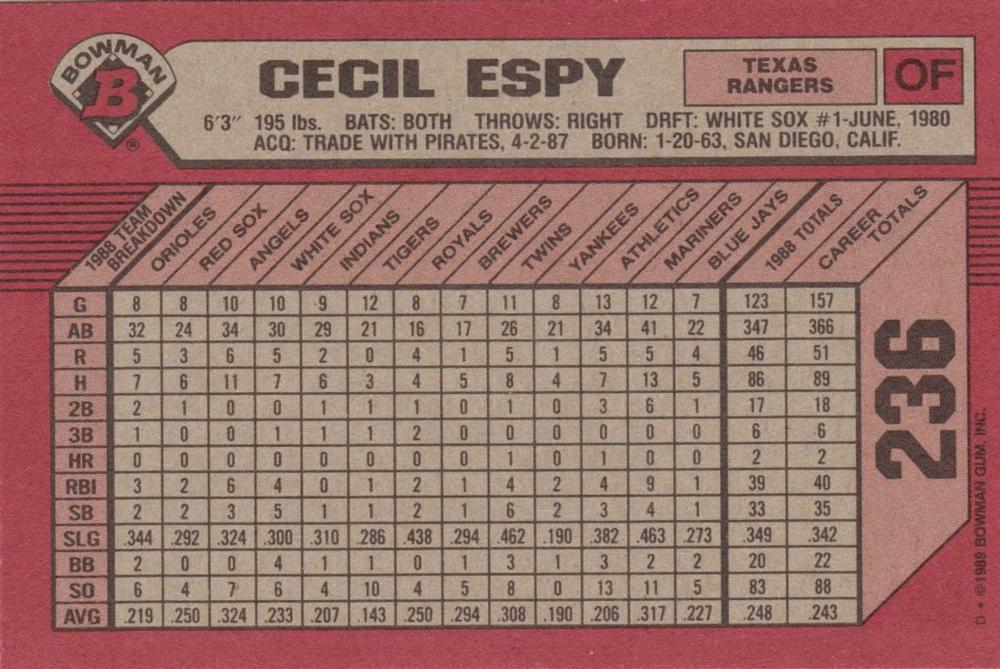 BOWMAN
B
®
CECIL ESPY
TEXAS
RANGERS
OF
6'3" 195 lbs. BATS: BOTH THROWS: RIGHT DRFT: WHITE SOX #1-JUNE, 1980
ACQ: TRADE WITH PIRATES, 4-2-87 BORN: 1-20-63, SAN DIEGO, CALIF.
1988 TEAM BREAKDOWN ORIOLES RED SOX ANGELS WHITE SOX INDIANS TIGERS ROYALS BREWERS TWINS YANKEES ATHLETICS MARINERS BLUE JAYS 1988 TOTALS CAREER TOTALS
G 8 8 10 10 9 12 8 7 11 8 13 12 7 123 157
AB 32 24 34 30 29 21 16 17 26 21 34 41 22 347 366
R 5 3 6 5 2 0 4 1 5 1 5 5 4 46 51
H 7 6 11 7 6 3 4 5 8 4 7 13 5 86 89
2B 2 1 0 0 1 1 1 0 1 0 3 6 1 17 18
3B 1 0 0 1 1 1 2 0 0 0 0 0 0 6 6
HR 0 0 0 0 0 0 0 0 1 0 1 0 0 2 2
RBI 3 2 6 4 0 1 2 1 4 2 4 9 1 39 40
SB 2 2 3 5 1 1 2 1 6 2 3 4 1 33 35
SLG .344 .292 .324 .300 .310 .286 .438 .294 .462 .190 .382 .463 .273 .349 .342
BB 2 0 0 4 1 1 0 1 3 1 3 2 2 20 22
SO 6 4 7 6 4 10 4 5 8 0 13 11 5 83 88
AVG .219 .250 .324 .233 .207 .143 .250 .294 .308 .190 .206 .317 .227 .248 .243
236
D * ©1989 BOWMAN GUM, INC.